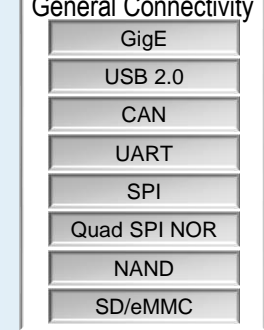 General Connectivity
GigE
USB 2.0
CAN
UART
SPI
Quad SPI NOR
NAND
SD/eMMC